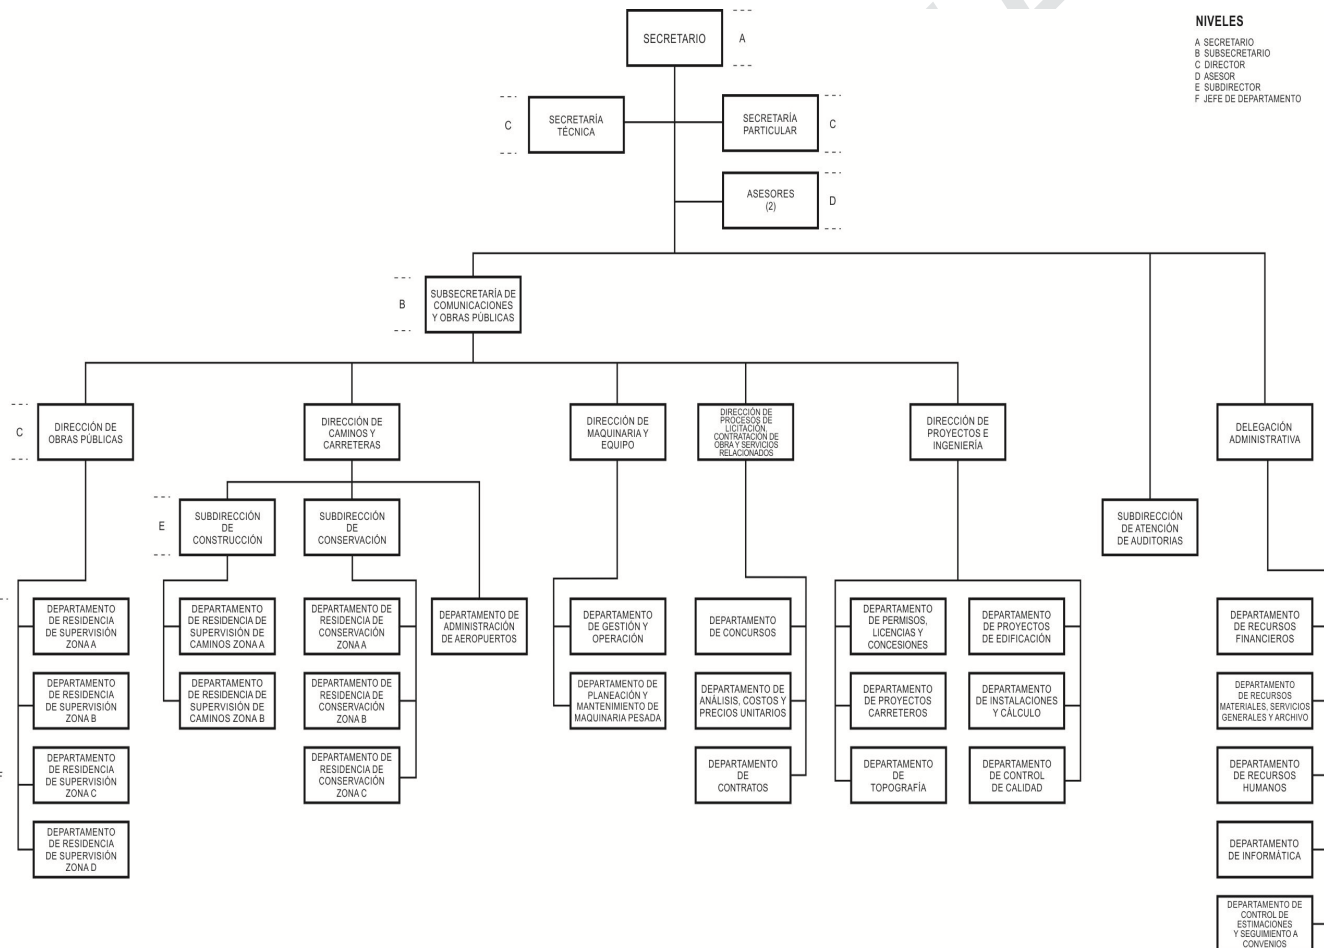 SECRETARIO
A
NIVELES
A SECRETARIO
B SUBSECRETARIO
C DIRECTOR
D ASESOR
E SUBDIRECTOR
F JEFE DE DEPARTAMENTO
C
SECRETARÍA
TÉCNICA
SECRETARÍA
PARTICULAR
C
ASESORES
(2)
D
B
SUBSECRETARÍA DE
COMUNICACIONES
Y OBRAS PÚBLICAS
C
DIRECCIÓN DE
OBRAS PÚBLICAS
DIRECCIÓN DE
CAMINOS Y
CARRETERAS
DIRECCIÓN DE
MAQUINARIA Y
EQUIPO
DIRECCIÓN DE
PROCESOS DE
LICITACIÓN,
CONTRATACIÓN DE
OBRA Y SERVICIOS
RELACIONADOS
DIRECCIÓN DE
PROYECTOS E
INGENIERÍA
DELEGACIÓN
ADMINISTRATIVA
E
SUBDIRECCIÓN
DE
CONSTRUCCIÓN
SUBDIRECCIÓN
DE
CONSERVACIÓN
SUBDIRECCIÓN
DE ATENCIÓN
DE AUDITORIAS
DEPARTAMENTO
DE RESIDENCIA
DE SUPERVISIÓN
ZONA A
DEPARTAMENTO
DE RESIDENCIA DE
SUPERVISIÓN DE
CAMINOS ZONA A
DEPARTAMENTO DE
RESIDENCIA DE
CONSERVACIÓN
ZONA A
DEPARTAMENTO DE
ADMINISTRACIÓN
DE AEROPUERTOS
DEPARTAMENTO
DE GESTIÓN Y
OPERACIÓN
DEPARTAMENTO
DE CONCURSOS
DEPARTAMENTO
DE PERMISOS,
LICENCIAS Y
CONCESIONES
DEPARTAMENTO
DE PROYECTOS
DE EDIFICACIÓN
DEPARTAMENTO
DE RECURSOS
FINANCIEROS
DEPARTAMENTO
DE RESIDENCIA
DE SUPERVISIÓN
ZONA B
DEPARTAMENTO
DE RESIDENCIA DE
SUPERVISIÓN DE
CAMINOS ZONA B
DEPARTAMENTO DE
RESIDENCIA DE
CONSERVACIÓN
ZONA B
DEPARTAMENTO DE
PLANEACIÓN Y
MANTENIMIENTO DE
MAQUINARIA PESADA
DEPARTAMENTO DE
ANÁLISIS, COSTOS Y
PRECIOS UNITARIOS
DEPARTAMENTO
DE PROYECTOS
CARRETEROS
DEPARTAMENTO
DE INSTALACIONES
Y CÁLCULO
DEPARTAMENTO
DE RECURSOS
MATERIALES, SERVICIOS
GENERALES Y ARCHIVO
F
DEPARTAMENTO
DE RESIDENCIA
DE SUPERVISIÓN
ZONA C
DEPARTAMENTO DE
RESIDENCIA DE
CONSERVACIÓN
ZONA C
DEPARTAMENTO
DE
CONTRATOS
DEPARTAMENTO
DE
TOPOGRAFÍA
DEPARTAMENTO
DE CONTROL
DE CALIDAD
DEPARTAMENTO
DE RECURSOS
HUMANOS
DEPARTAMENTO
DE RESIDENCIA
DE SUPERVISIÓN
ZONA D
DEPARTAMENTO
DE INFORMÁTICA
DEPARTAMENTO DE
CONTROL DE
ESTIMACIONES
Y SEGUIMIENTO A
CONVENIOS